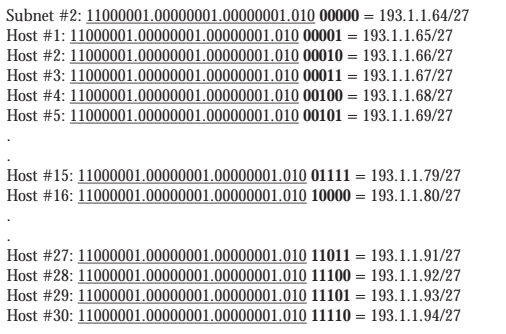 Subnet #2: 11000001.00000001.00000001.010 00000 = 193.1.1.64/27
Host #1: 11000001.00000001.00000001.010 00001 = 193.1.1.65/27
Host #2: 11000001.00000001.00000001.010 00010 = 193.1.1.66/27
Host #3: 11000001.00000001.00000001.010 00011 = 193.1.1.67/27
Host #4: 11000001.00000001.00000001.010 00100 = 193.1.1.68/27
Host #5: 11000001.00000001.00000001.010 00101 = 193.1.1.69/27
.
.
Host #15: 11000001.00000001.00000001.010 01111 = 193.1.1.79/27
Host #16: 11000001.00000001.00000001.010 10000 = 193.1.1.80/27
.
.
Host #27: 11000001.00000001.00000001.010 11011 = 193.1.1.91/27
Host #28: 11000001.00000001.00000001.010 11100 = 193.1.1.92/27
Host #29: 11000001.00000001.00000001.010 11101 = 193.1.1.93/27
Host #30: 11000001.00000001.00000001.010 11110 = 193.1.1.94/27